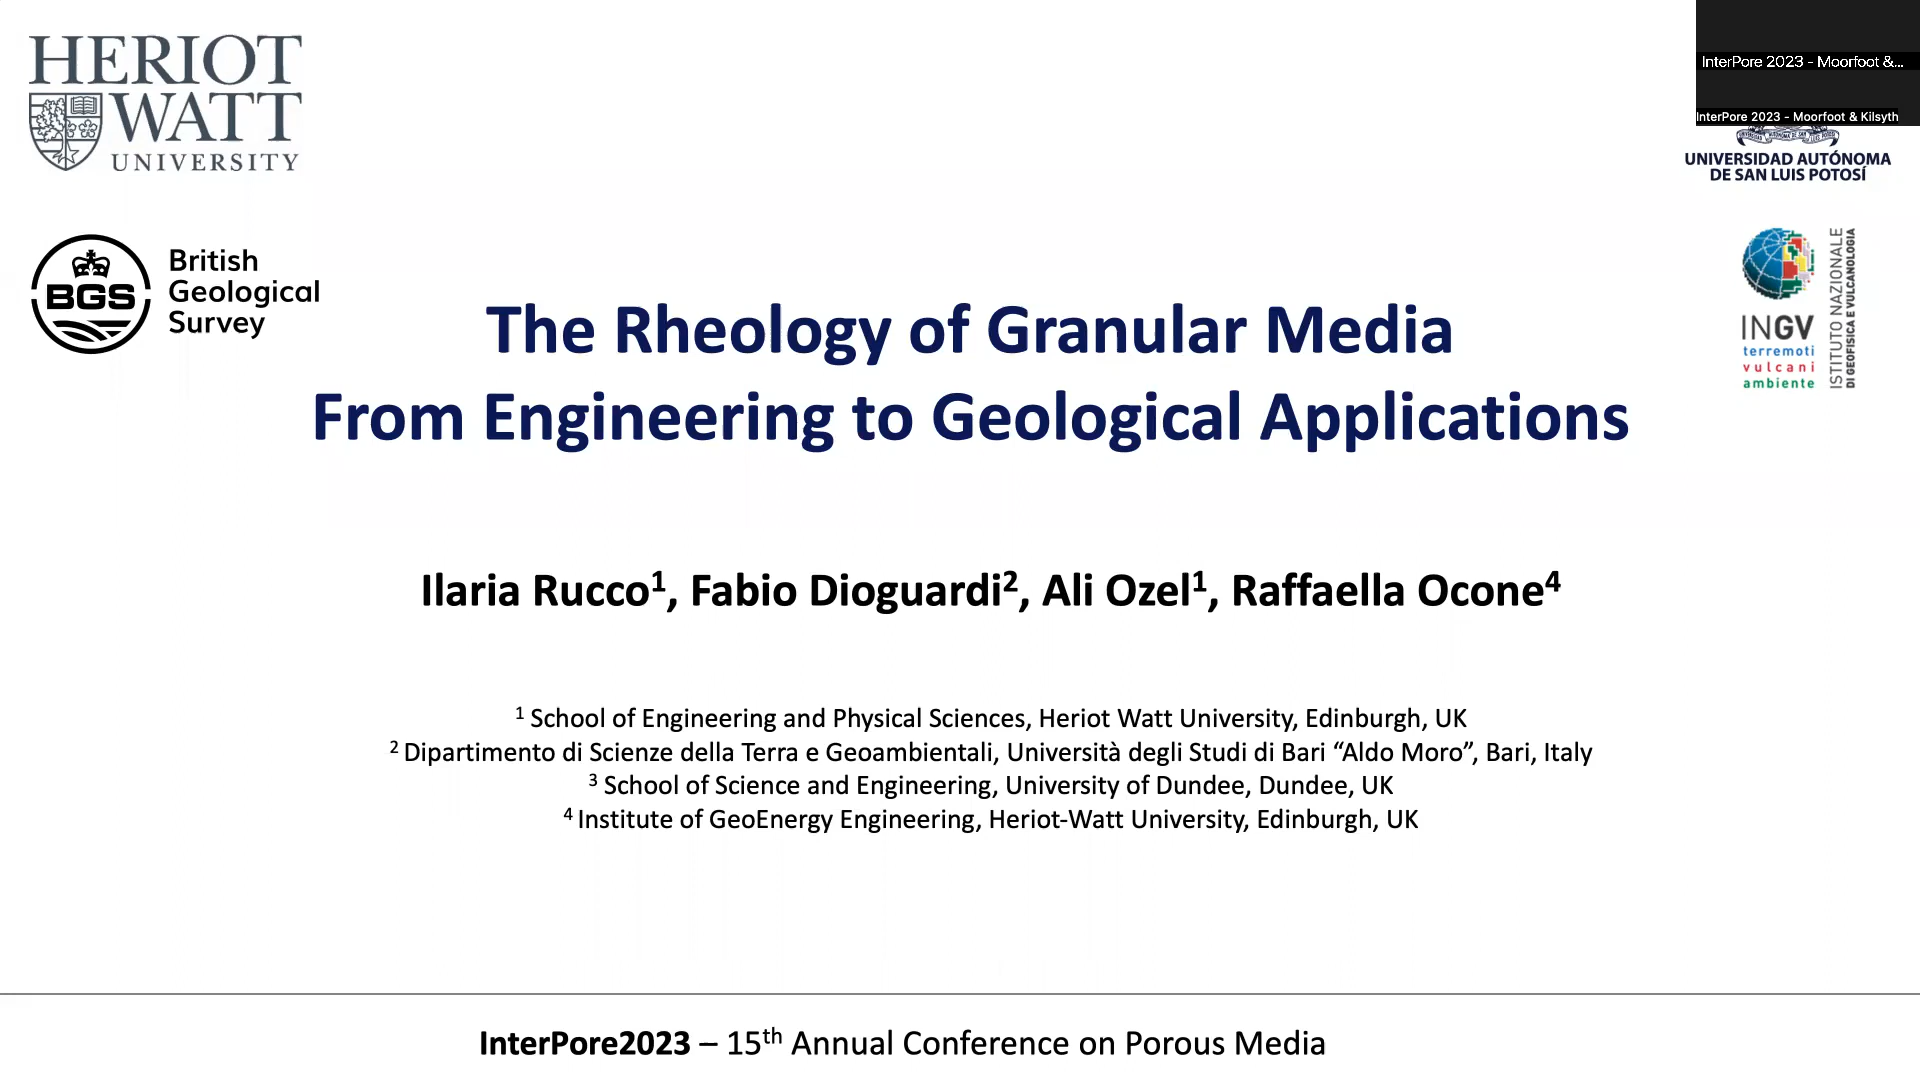 HERIOT
WATT
UNIVERSITY
InterPore 2023 - Moorfoot &...
InterPore 2023 - Moorfoot & Kilsyth
UNIVERSIDAD AUTÓNOMA
DE SAN LUIS POTOSÍ
BGS
British
Geological
Survey
INGV
terremoti
vulcani
ambiente
ISTITUTO NAZIONALE
DI GEOFISICA E VULCANOLOGIA
The Rheology of Granular Media
From Engineering to Geological Applications
Ilaria Rucco¹, Fabio Dioguardi², Ali Ozel¹, Raffaella Ocone⁴
¹ School of Engineering and Physical Sciences, Heriot Watt University, Edinburgh, UK
² Dipartimento di Scienze della Terra e Geoambientali, Università degli Studi di Bari “Aldo Moro”, Bari, Italy
³ School of Science and Engineering, University of Dundee, Dundee, UK
⁴ Institute of GeoEnergy Engineering, Heriot-Watt University, Edinburgh, UK
InterPore2023 – 15th Annual Conference on Porous Media